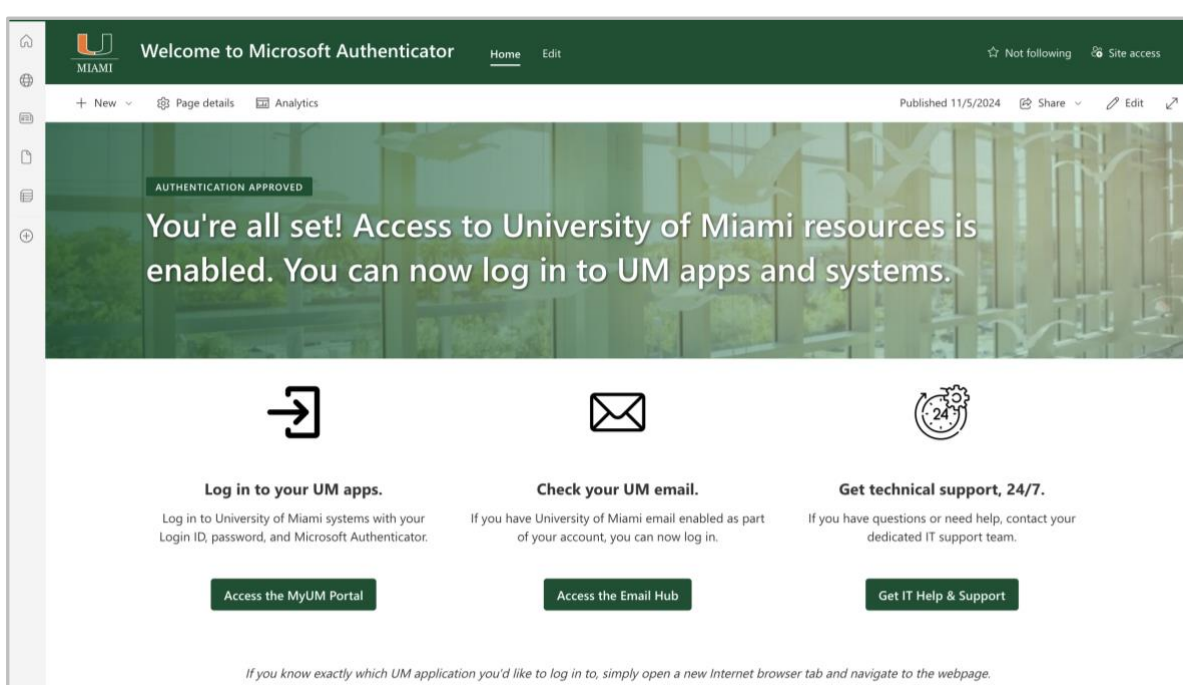 MIAMI
Welcome to Microsoft Authenticator
Home
Edit
Not following
Site access
New
Page details
Analytics
Published 11/5/2024
Share
Edit
AUTHENTICATION APPROVED
You're all set! Access to University of Miami resources is
enabled. You can now log in to UM apps and systems.
24
Log in to your UM apps.
Log in to University of Miami systems with your
Login ID, password, and Microsoft Authenticator.
Access the MyUM Portal
Check your UM email.
If you have University of Miami email enabled as part
of your account, you can now log in.
Access the Email Hub
Get technical support, 24/7.
If you have questions or need help, contact your
dedicated IT support team.
Get IT Help & Support
If you know exactly which UM application you'd like to log in to, simply open a new Internet browser tab and navigate to the webpage.